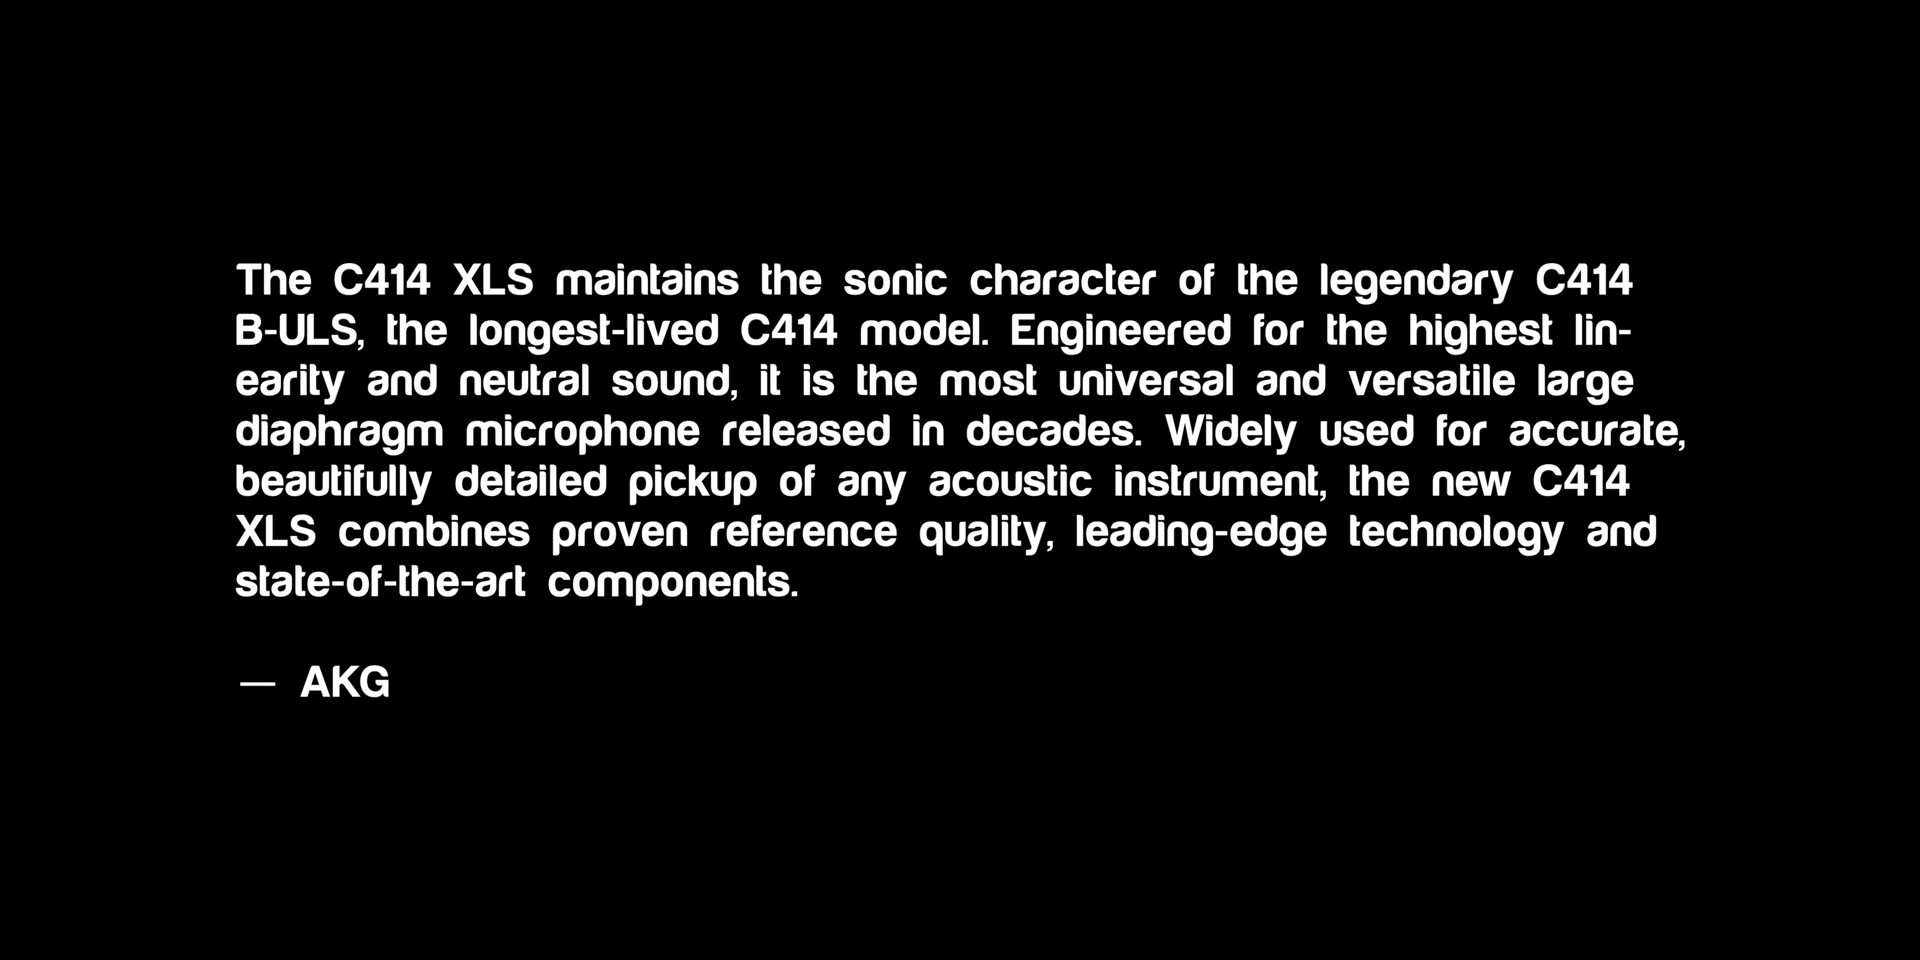 The C414 XLS maintains the sonic character of the legendary C414
B-ULS, the longest-lived C414 model. Engineered for the highest lin-
earity and neutral sound, it is the most universal and versatile large
diaphragm microphone released in decades. Widely used for accurate,
beautifully detailed pickup of any acoustic instrument, the new C414
XLS combines proven reference quality, leading-edge technology and
state-of-the-art components.
— AKG